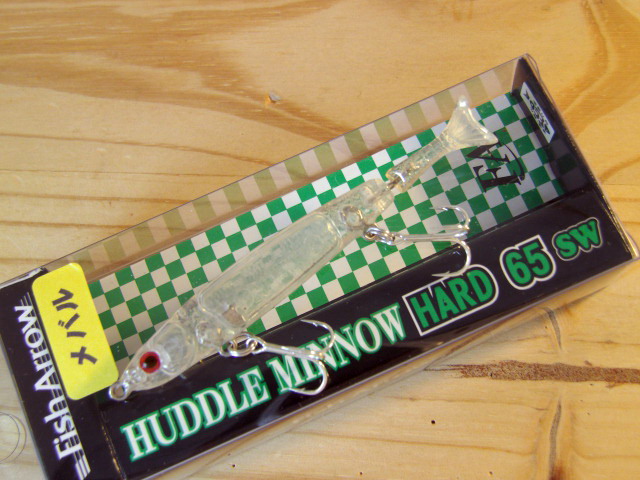 Fish Arrow
メバル
HUDDLE MINNOW HARD 65 SW